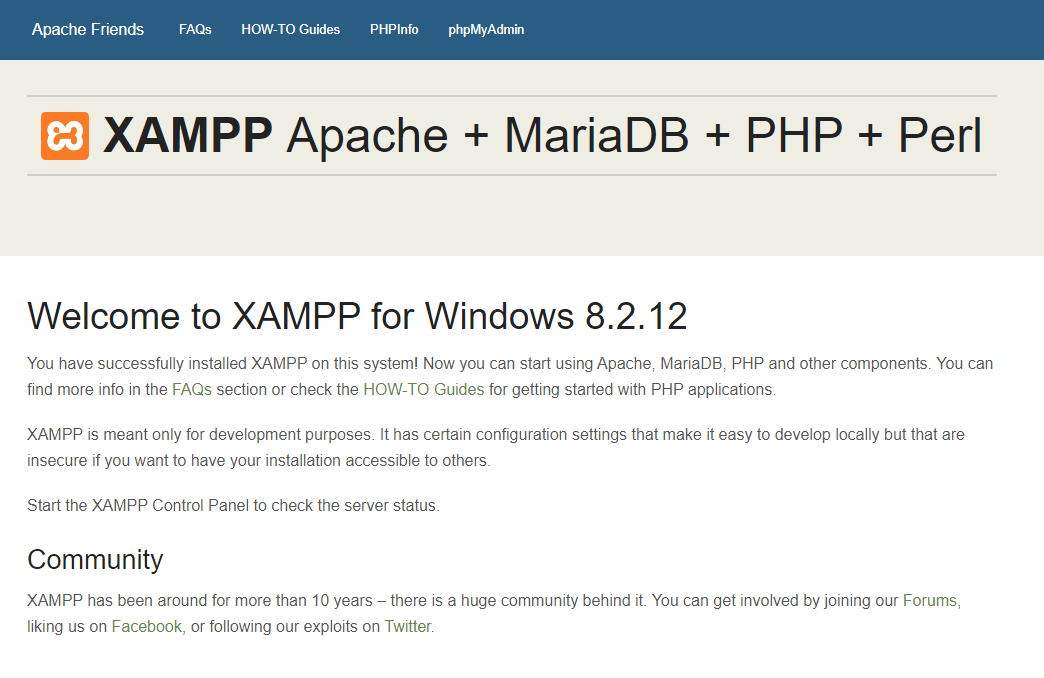 Apache Friends FAQs HOW-TO Guides PHPInfo phpMyAdmin
XAMPP Apache + MariaDB + PHP + Perl
Welcome to XAMPP for Windows 8.2.12
You have successfully installed XAMPP on this system! Now you can start using Apache, MariaDB, PHP and other components. You can
find more info in the FAQs section or check the HOW-TO Guides for getting started with PHP applications.
XAMPP is meant only for development purposes. It has certain configuration settings that make it easy to develop locally but that are
insecure if you want to have your installation accessible to others.
Start the XAMPP Control Panel to check the server status.
Community
XAMPP has been around for more than 10 years – there is a huge community behind it. You can get involved by joining our Forums,
liking us on Facebook, or following our exploits on Twitter.